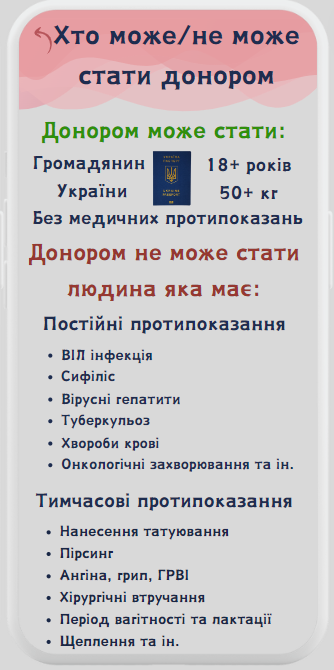 Хто може/не може
стати донором
Донором може стати:
Громадянин
України
18+ років
50+ кг
Без медичних протипоказань
Донором не може стати
людина яка має:
Постійні протипоказання
• ВІЛ інфекція
• Сифіліс
• Вірусні гепатити
• Туберкульоз
• Хвороби крові
• Онкологічні захворювання та ін.
Тимчасові протипоказання
• Нанесення татуювання
• Пірсинг
• Ангіна, грип, ГРВІ
• Хірургічні втручання
• Період вагітності та лактації
• Щеплення та ін.